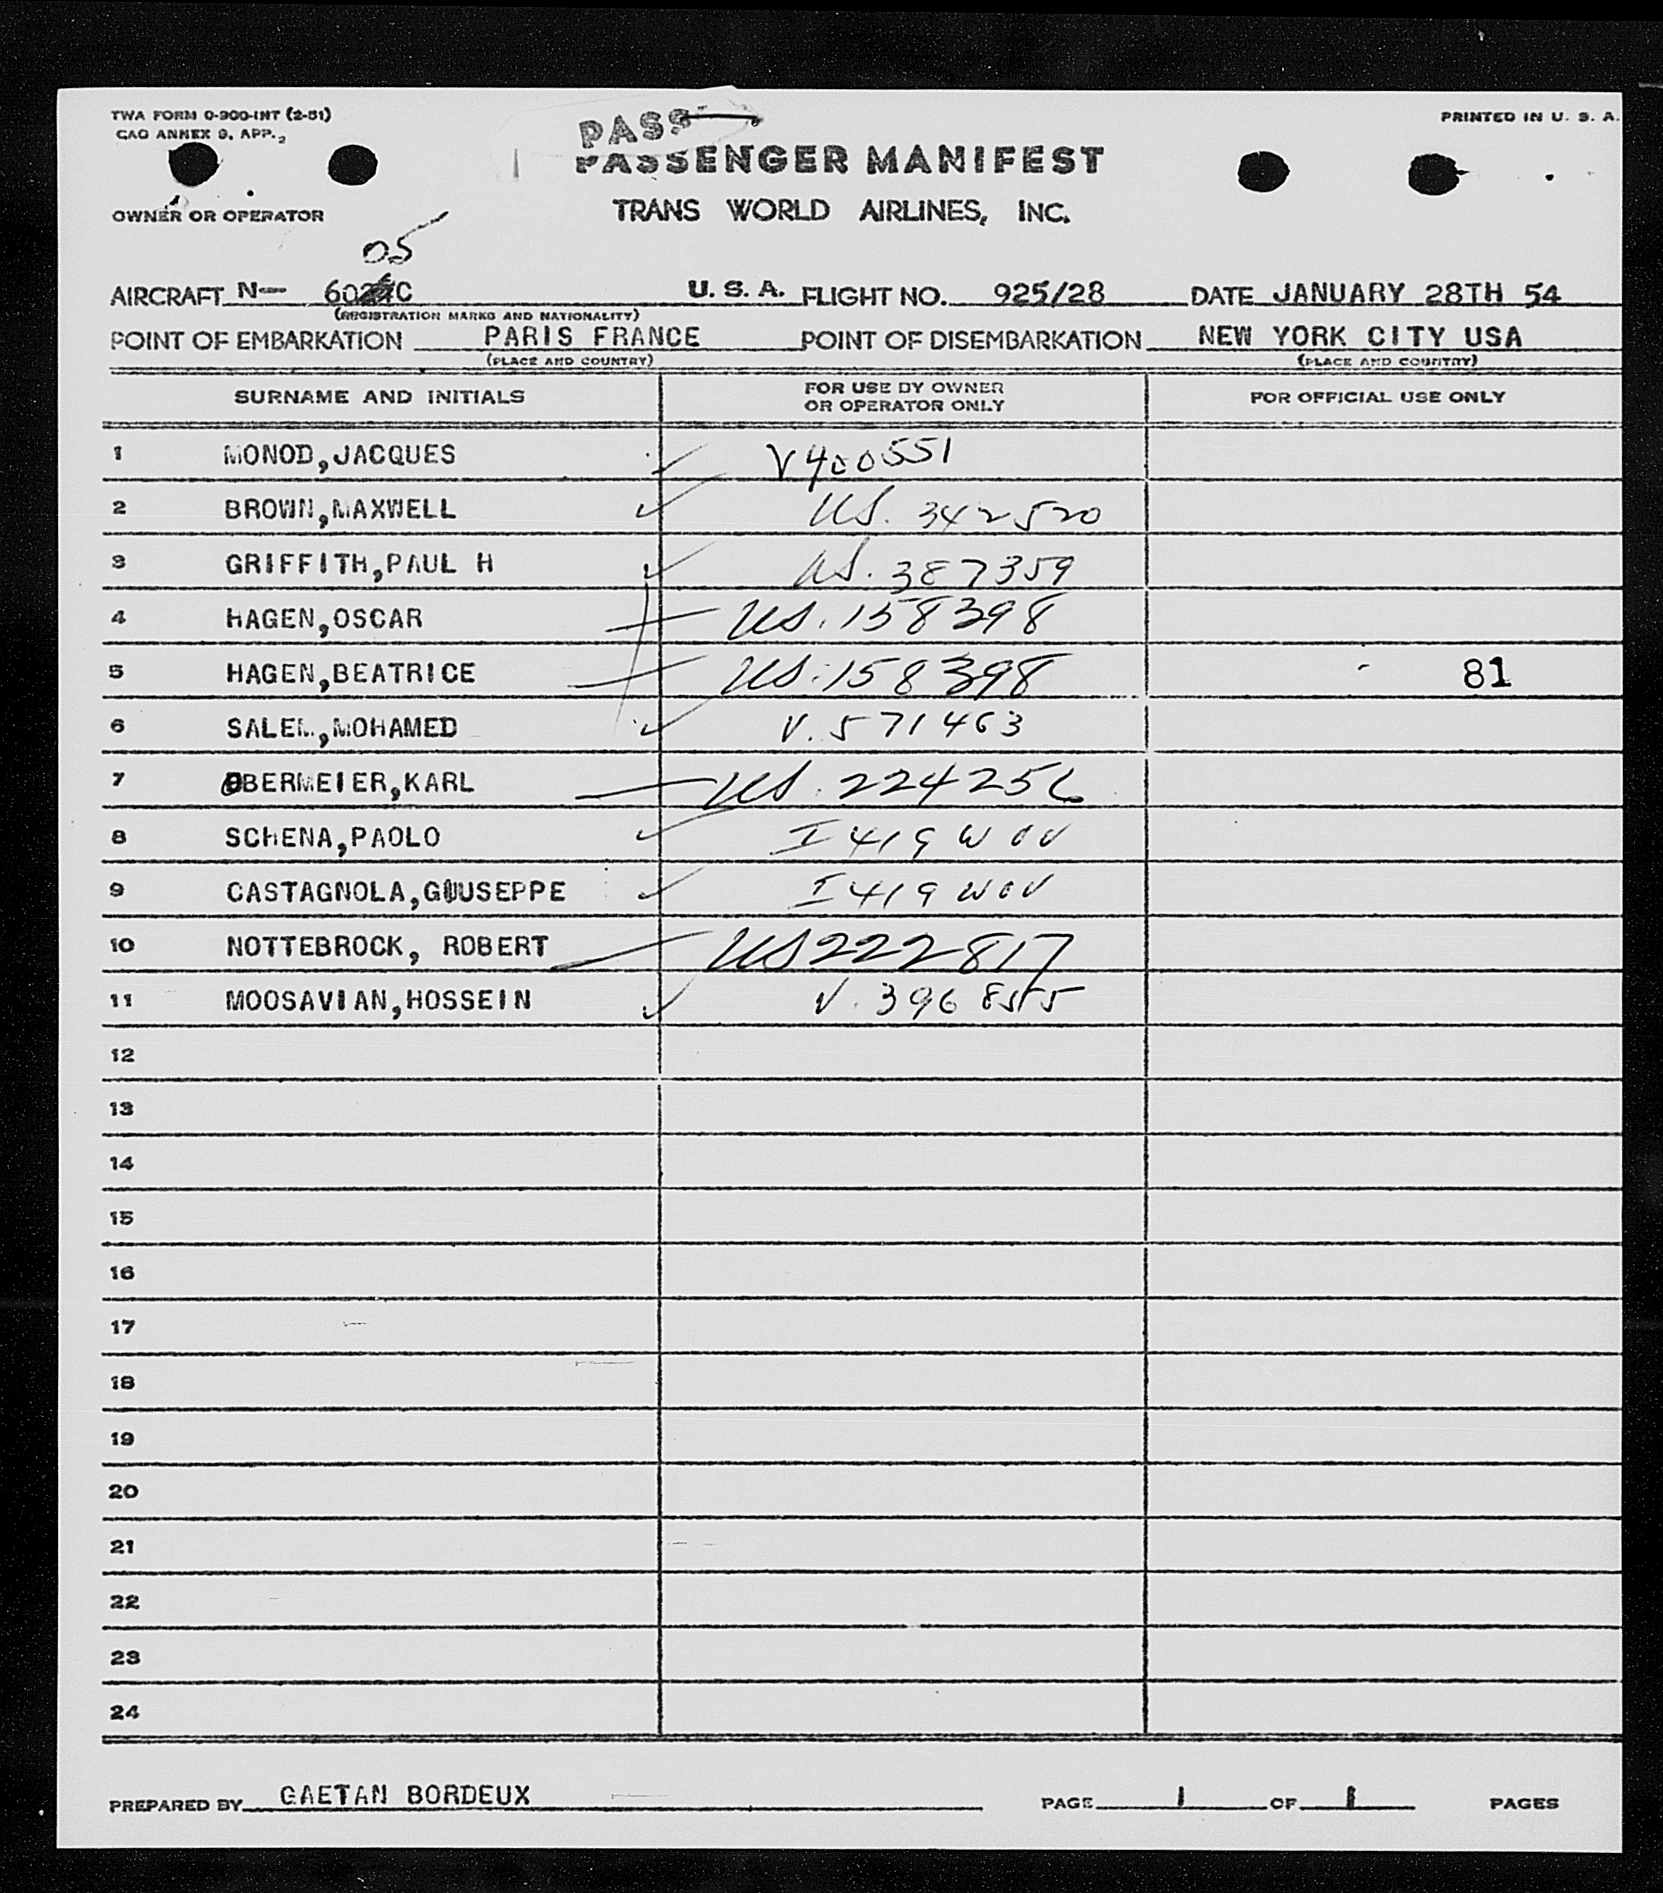 TWA FORM 0-900-INT (2-51)
CAO ANNEX 9, APP. 2
PRINTED IN U. S. A.
PASS
PASSENGER MANIFEST
TRANS WORLD AIRLINES, INC.
OWNER OR OPERATOR
05
AIRCRAFT N- 60 C U. S. A. FLIGHT NO. 925/28 DATE JANUARY 28TH 54
(REGISTRATION MARKS AND NATIONALITY)
POINT OF EMBARKATION PARIS FRANCE POINT OF DISEMBARKATION NEW YORK CITY USA
(PLACE AND COUNTRY) (PLACE AND COUNTRY)
SURNAME AND INITIALS FOR USE BY OWNER OR OPERATOR ONLY FOR OFFICIAL USE ONLY
1 MONOD,JACQUES V400551
2 BROWN,MAXWELL US. 342520
3 GRIFFITH,PAUL H US. 387359
4 HAGEN,OSCAR US. 158398
5 HAGEN,BEATRICE US. 158398 81
6 SALEM,MOHAMED V. 571463
7 OBERMEIER,KARL US. 224256
8 SCHENA,PAOLO I 419
9 CASTAGNOLA,GIUSEPPE I 419
10 NOTTEBROCK, ROBERT US222817
11 MOOSAVIAN,HOSSEIN V. 396855
12
13
14
15
16
17
18
19
20
21
22
23
24
PREPARED BY GAETAN BORDEUX PAGE 1 OF 1 PAGES